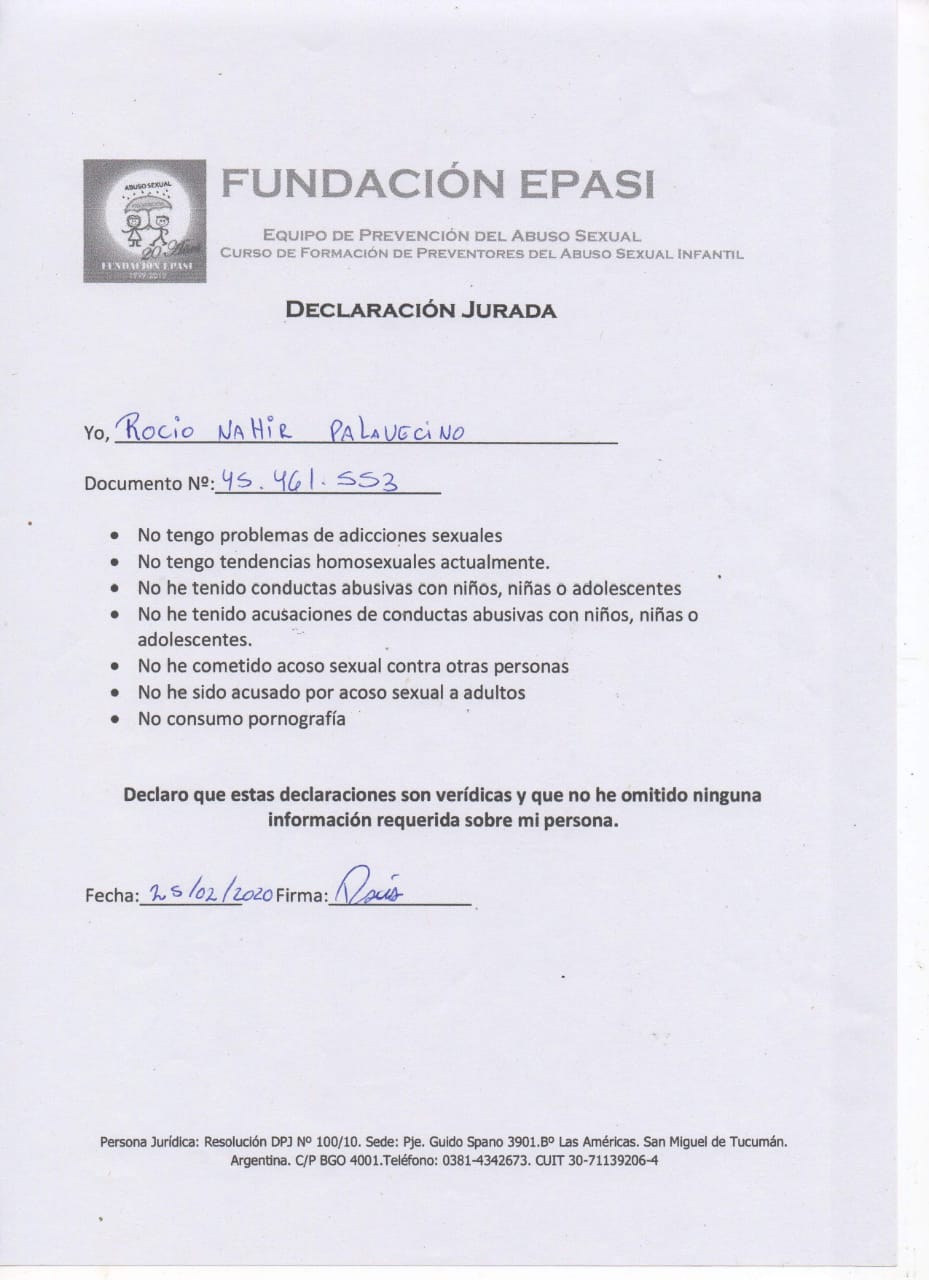 ABUSO SEXUAL
20 Años
FUNDACIÓN EPASI
1999-2019
FUNDACIÓN EPASI
EQUIPO DE PREVENCIÓN DEL ABUSO SEXUAL
CURSO DE FORMACIÓN DE PREVENTORES DEL ABUSO SEXUAL INFANTIL
DECLARACIÓN JURADA
Yo, ROCIO NAHIR PALAVECINO
Documento Nº: 45.461.553
• No tengo problemas de adicciones sexuales
• No tengo tendencias homosexuales actualmente.
• No he tenido conductas abusivas con niños, niñas o adolescentes
• No he tenido acusaciones de conductas abusivas con niños, niñas o
adolescentes.
• No he cometido acoso sexual contra otras personas
• No he sido acusado por acoso sexual a adultos
• No consumo pornografía
Declaro que estas declaraciones son verídicas y que no he omitido ninguna
información requerida sobre mi persona.
Fecha: 25/02/2020 Firma:
Persona Jurídica: Resolución DPJ Nº 100/10. Sede: Pje. Guido Spano 3901.Bº Las Américas. San Miguel de Tucumán.
Argentina. C/P BGO 4001.Teléfono: 0381-4342673. CUIT 30-71139206-4